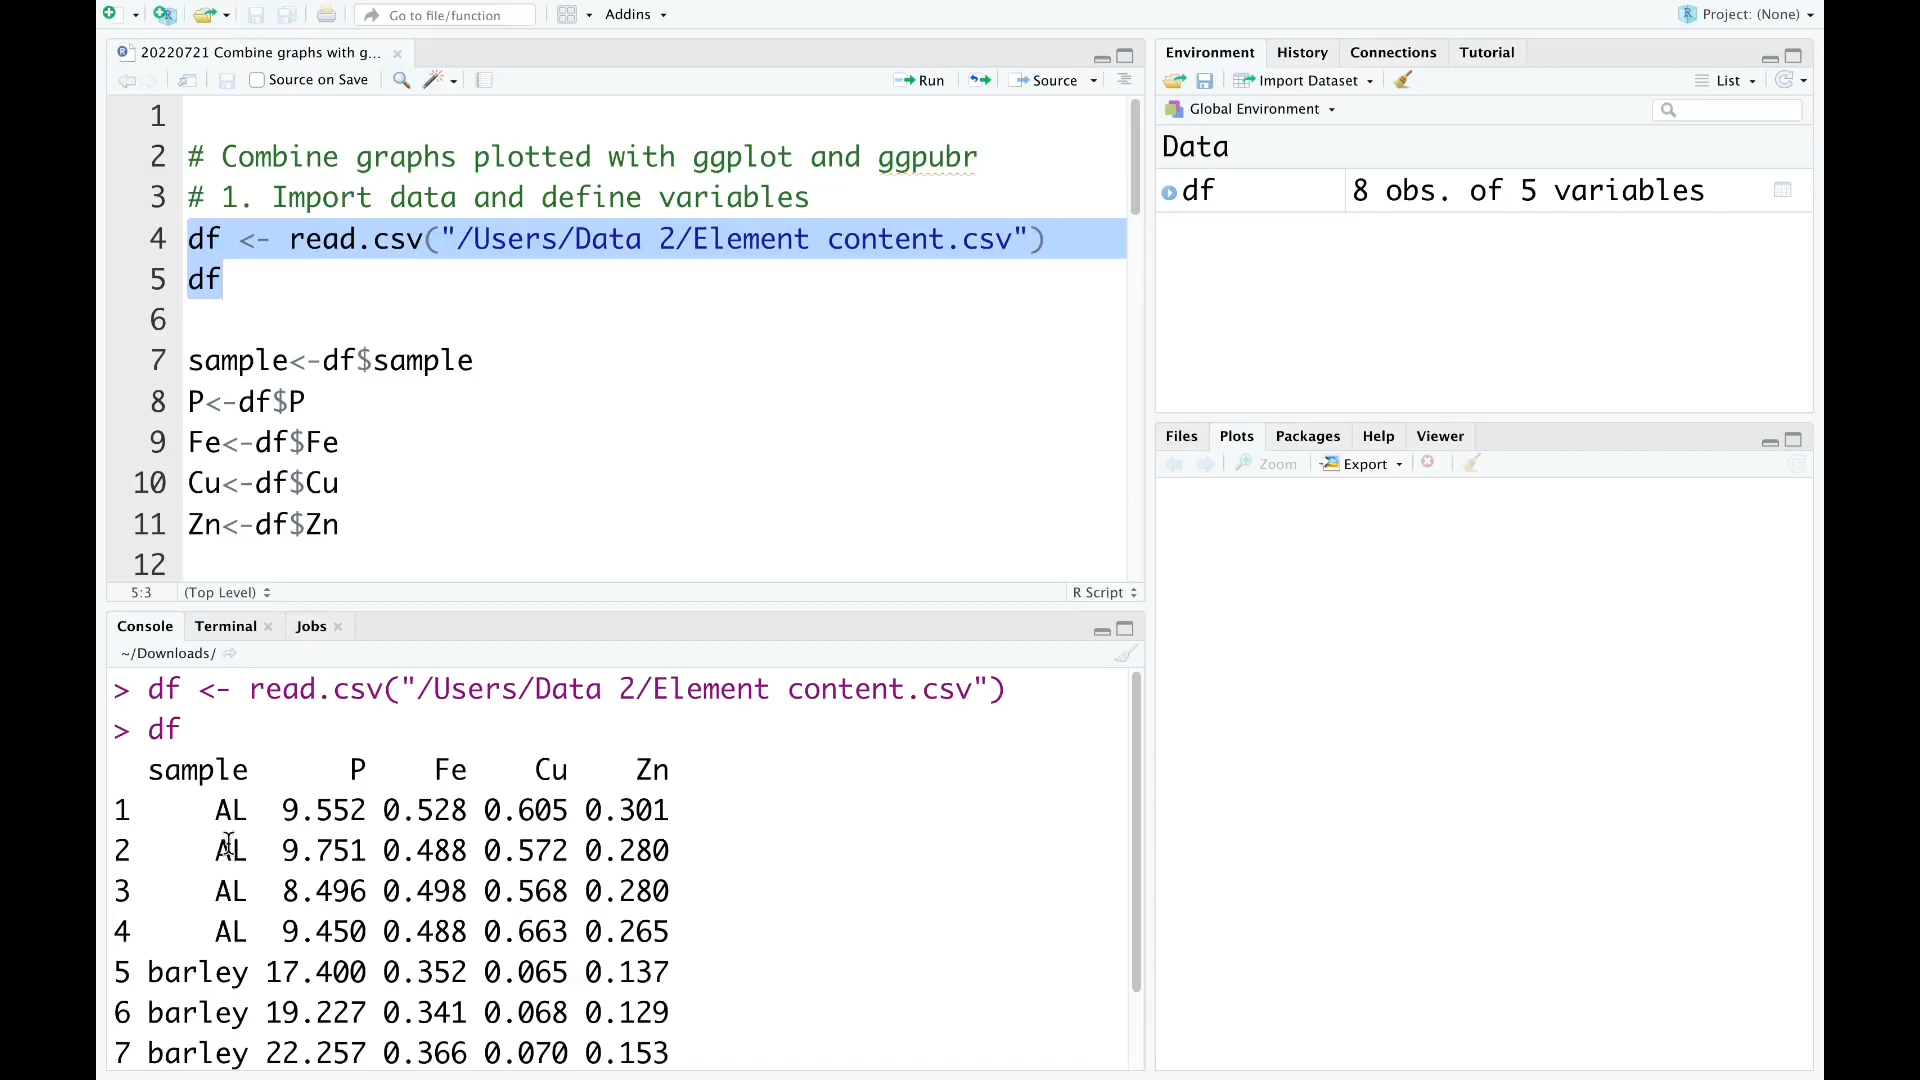 Go to file/function
Addins
Project: (None)
20220721 Combine graphs with g...
Source on Save
Run
Source
1
2 # Combine graphs plotted with ggplot and ggpubr
3 # 1. Import data and define variables
4 df <- read.csv("/Users/Data 2/Element content.csv")
5 df
6
7 sample<-df$sample
8 P<-df$P
9 Fe<-df$Fe
10 Cu<-df$Cu
11 Zn<-df$Zn
12
5:3 (Top Level) R Script
Console Terminal Jobs
~/Downloads/
> df <- read.csv("/Users/Data 2/Element content.csv")
> df
sample P Fe Cu Zn
1 AL 9.552 0.528 0.605 0.301
2 AL 9.751 0.488 0.572 0.280
3 AL 8.496 0.498 0.568 0.280
4 AL 9.450 0.488 0.663 0.265
5 barley 17.400 0.352 0.065 0.137
6 barley 19.227 0.341 0.068 0.129
7 barley 22.257 0.366 0.070 0.153
Environment History Connections Tutorial
Import Dataset List
Global Environment
Data
df 8 obs. of 5 variables
Files Plots Packages Help Viewer
Zoom Export